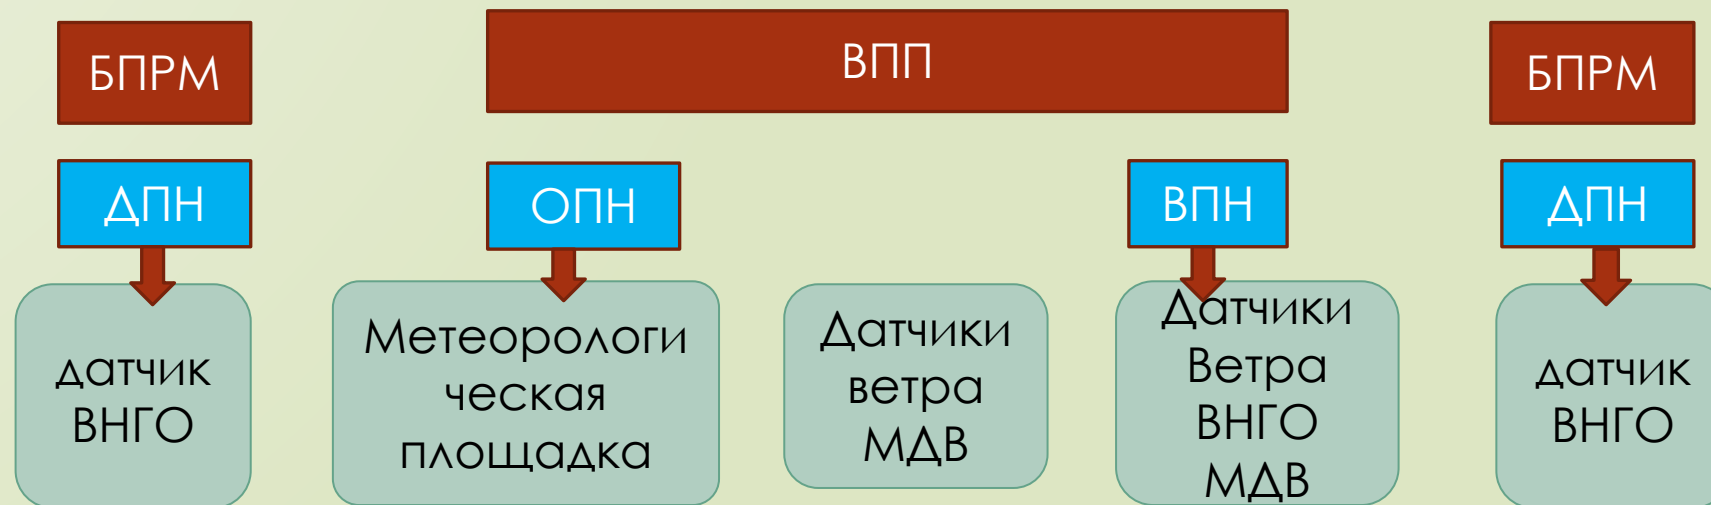 БПРМ
ВПП
БПРМ
ДПН
ОПН
ВПН
ДПН
датчик
ВНГО
Метеорологи
ческая
площадка
Датчики
ветра
МДВ
Датчики
Ветра
ВНГО
МДВ
датчик
ВНГО